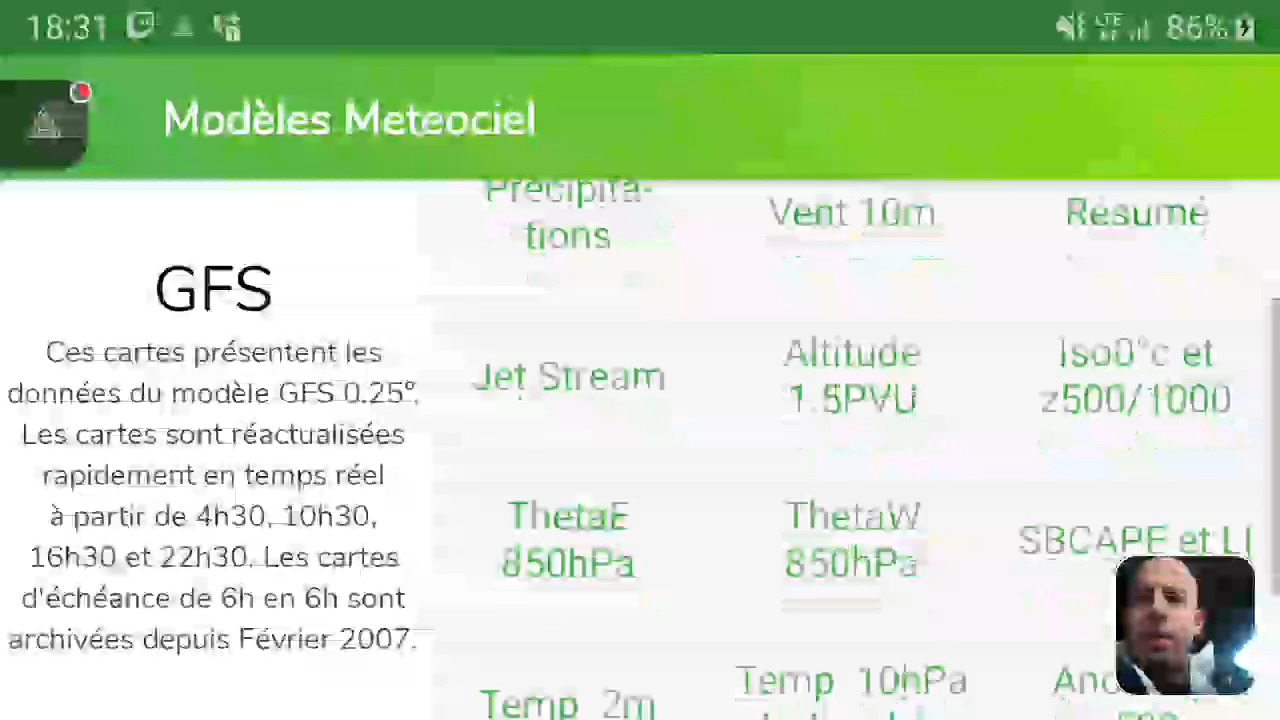 18:31
LTE
86%
Modèles Meteociel
GFS
Ces cartes présentent les
données du modèle GFS 0.25°.
Les cartes sont réactualisées
rapidement en temps réel
à partir de 4h30, 10h30,
16h30 et 22h30. Les cartes
d'échéance de 6h en 6h sont
archivées depuis Février 2007.
Précipita-
tions
Vent 10m
Résumé
Jet Stream
Altitude
1.5PVU
Iso0°c et
z500/1000
ThetaE
850hPa
ThetaW
850hPa
SBCAPE et LI
Temp 2m
Temp 10hPa